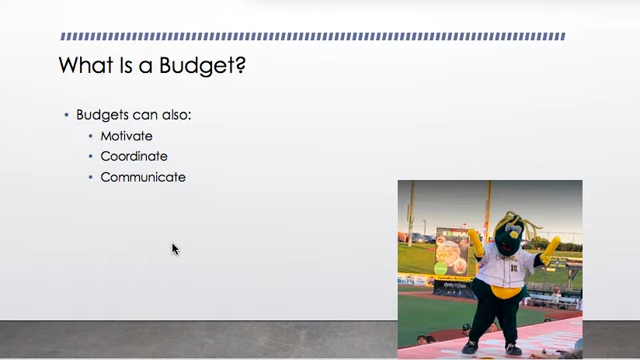 What Is a Budget?
• Budgets can also:
• Motivate
• Coordinate
• Communicate